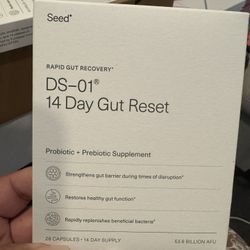 Seed*
RAPID GUT RECOVERY*
DS-01®
14 Day Gut Reset
Probiotic + Prebiotic Supplement
Strengthens gut barrier during times of disruption*
Restores healthy gut function*
Rapidly replenishes beneficial bacteria*
28 CAPSULES • 14 DAY SUPPLY
53.6 BILLION AFU